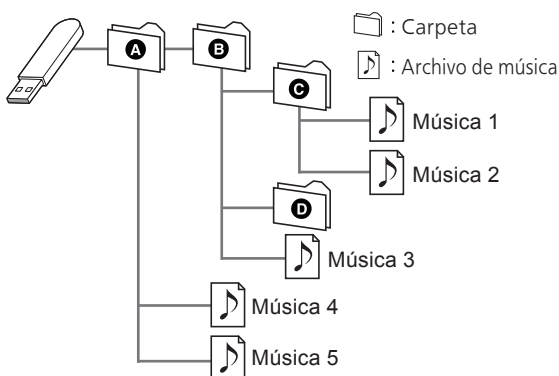 A
B
: Carpeta
: Archivo de música
C
Música 1
Música 2
D
Música 3
Música 4
Música 5